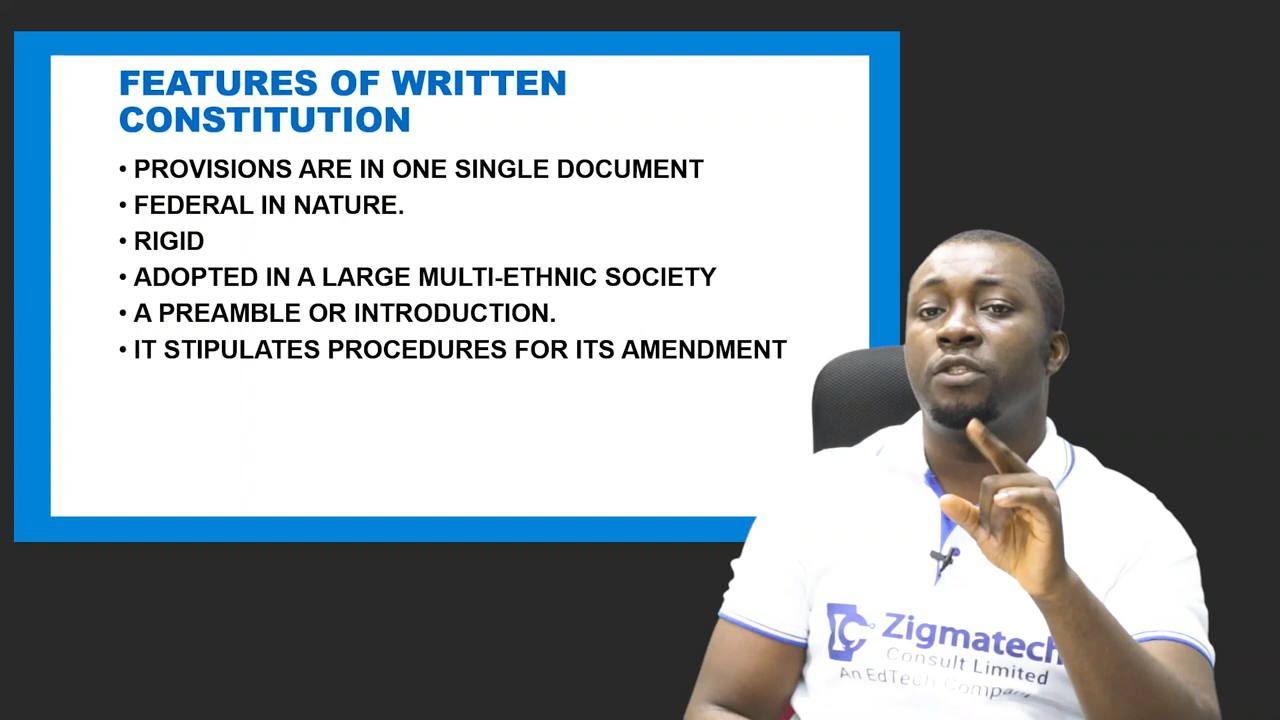 FEATURES OF WRITTEN
CONSTITUTION
• PROVISIONS ARE IN ONE SINGLE DOCUMENT
• FEDERAL IN NATURE.
• RIGID
• ADOPTED IN A LARGE MULTI-ETHNIC SOCIETY
• A PREAMBLE OR INTRODUCTION.
• IT STIPULATES PROCEDURES FOR ITS AMENDMENT
Zigmatech
Consult Limited
An EdTech Company